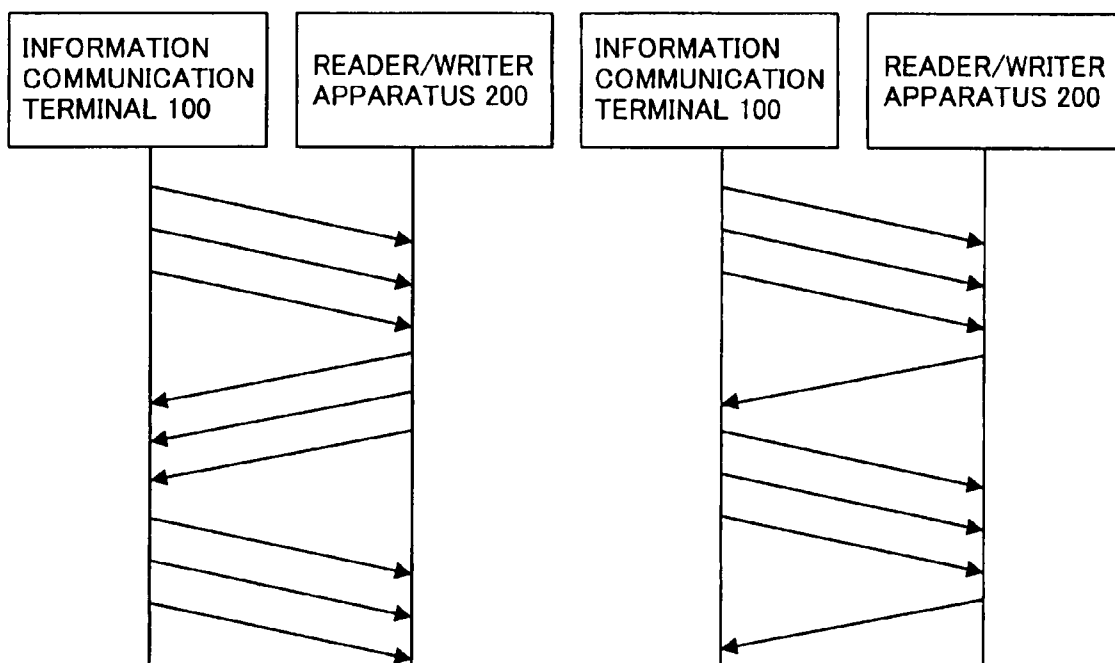 INFORMATION
COMMUNICATION
TERMINAL 100
READER/WRITER
APPARATUS 200
INFORMATION
COMMUNICATION
TERMINAL 100
READER/WRITER
APPARATUS 200